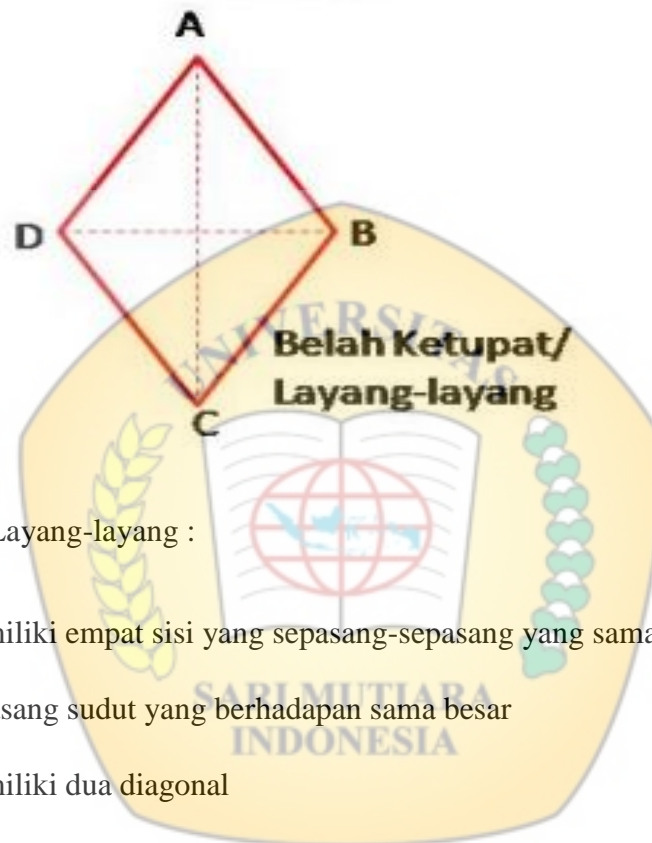 A
D
B
Belah Ketupat/
Layang-layang
C
UNIVERSITAS
Layang-layang :
miliki empat sisi yang sepasang-sepasang yang sama
asang sudut yang berhadapan sama besar
SARI MUTIARA
INDONESIA
miliki dua diagonal